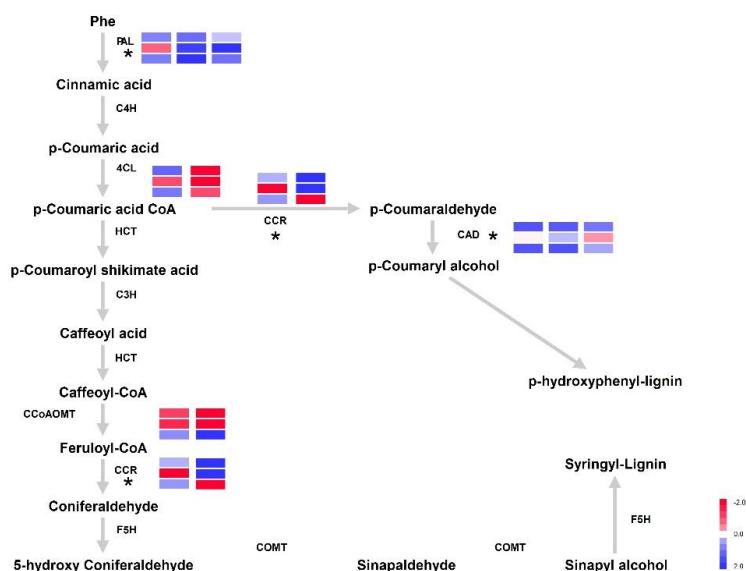 Phe
PAL
*
Cinnamic acid
C4H
p-Coumaric acid
4CL
p-Coumaric acid CoA
CCR
*
p-Coumaraldehyde
HCT
CAD *
p-Coumaroyl shikimate acid
p-Coumaryl alcohol
C3H
Caffeoyl acid
HCT
p-hydroxyphenyl-lignin
Caffeoyl-CoA
CCoAOMT
Feruloyl-CoA
CCR
*
Syringyl-Lignin
Coniferaldehyde
F5H
F5H
-2.0
0.0
2.0
5-hydroxy Coniferaldehyde
COMT
Sinapaldehyde
COMT
Sinapyl alcohol